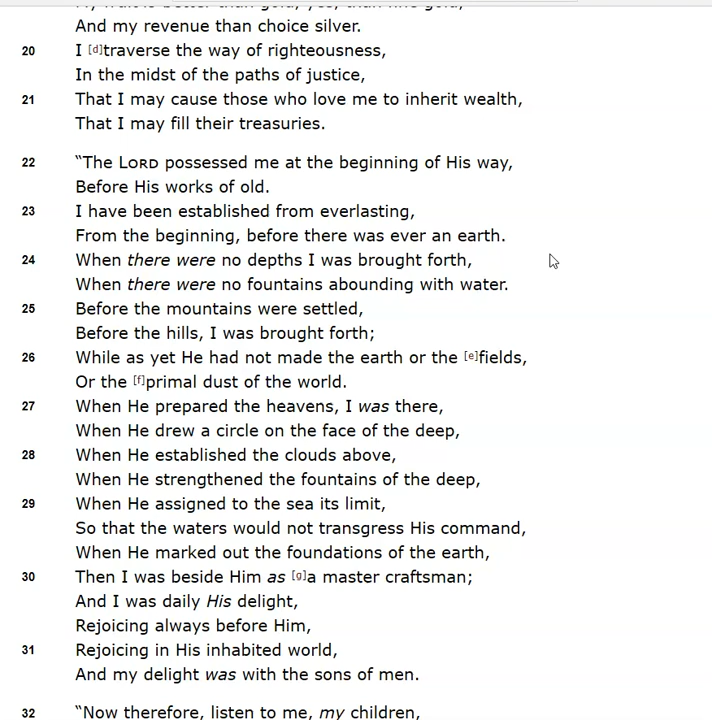 And my revenue than choice silver.
20 I [d]traverse the way of righteousness,
In the midst of the paths of justice,
21 That I may cause those who love me to inherit wealth,
That I may fill their treasuries.
22 “The LORD possessed me at the beginning of His way,
Before His works of old.
23 I have been established from everlasting,
From the beginning, before there was ever an earth.
24 When there were no depths I was brought forth,
When there were no fountains abounding with water.
25 Before the mountains were settled,
Before the hills, I was brought forth;
26 While as yet He had not made the earth or the [e]fields,
Or the [f]primal dust of the world.
27 When He prepared the heavens, I was there,
When He drew a circle on the face of the deep,
28 When He established the clouds above,
When He strengthened the fountains of the deep,
29 When He assigned to the sea its limit,
So that the waters would not transgress His command,
When He marked out the foundations of the earth,
30 Then I was beside Him as [g]a master craftsman;
And I was daily His delight,
Rejoicing always before Him,
31 Rejoicing in His inhabited world,
And my delight was with the sons of men.
32 “Now therefore, listen to me, my children,